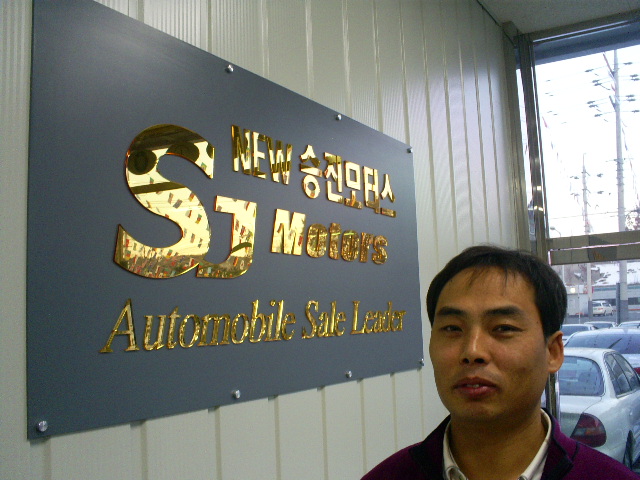 NEW 승진모터스
SJ Motors
Automobile Sale Leader